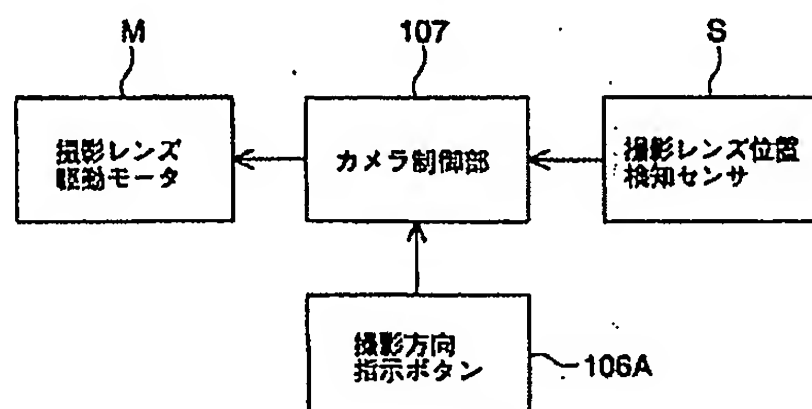 M
107
S
撮影レンズ
駆動モータ
カメラ制御部
撮影レンズ位置
検知センサ
撮影方向
指示ボタン
106A